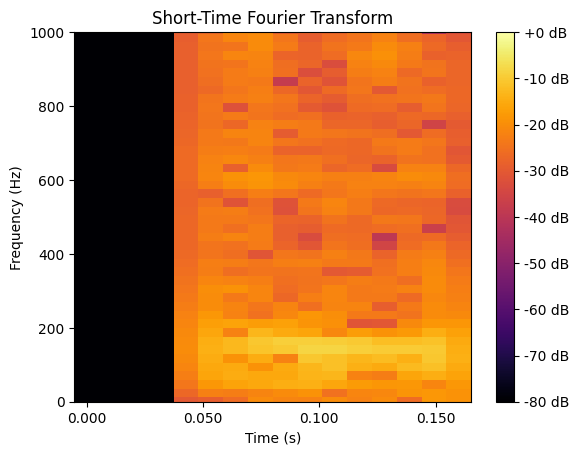 Short-Time Fourier Transform
1000
800
600
400
200
0
Frequency (Hz)
0.000
0.050
0.100
0.150
Time (s)
+0 dB
-10 dB
-20 dB
-30 dB
-40 dB
-50 dB
-60 dB
-70 dB
-80 dB